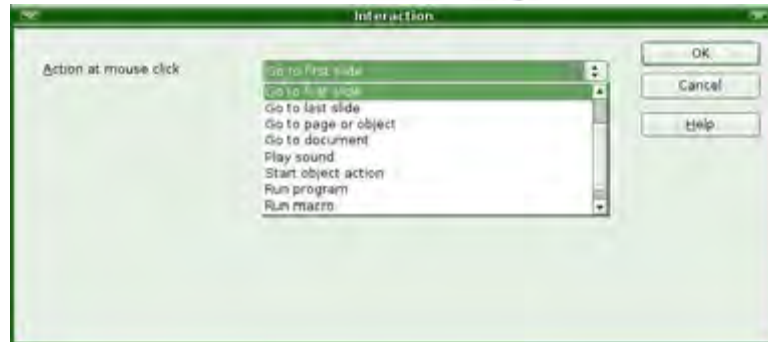 Interaction
Action at mouse click
Go to first slide
Go to first slide
Go to last slide
Go to page or object
Go to document
Play sound
Start object action
Run program
Run macro
OK
Cancel
Help